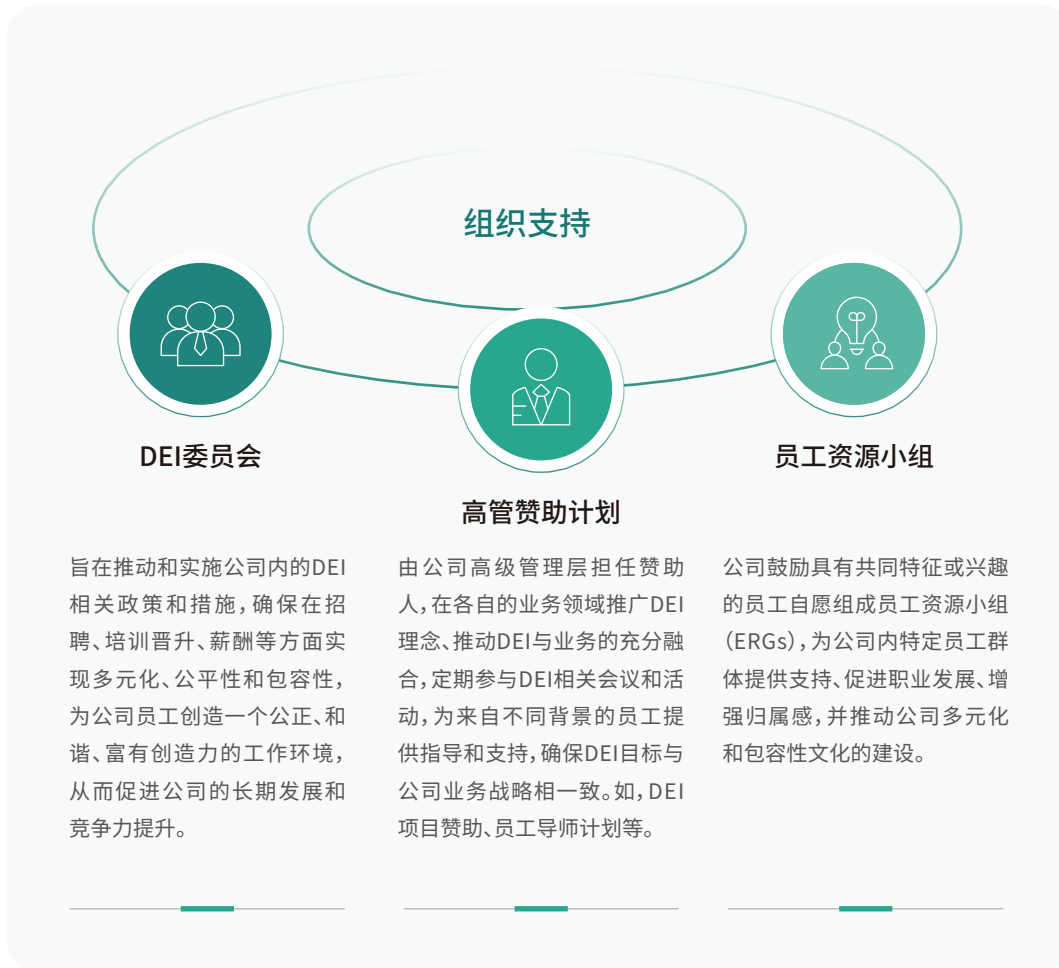 组织支持
DEI委员会
旨在推动和实施公司内的DEI
相关政策和措施，确保在招
聘、培训晋升、薪酬等方面实
现多元化、公平性和包容性，
为公司员工创造一个公正、和
谐、富有创造力的工作环境，
从而促进公司的长期发展和
竞争力提升。
高管赞助计划
由公司高级管理层担任赞助
人，在各自的业务领域推广DEI
理念、推动DEI与业务的充分融
合，定期参与DEI相关会议和活
动，为来自不同背景的员工提
供指导和支持，确保DEI目标与
公司业务战略相一致。如，DEI
项目赞助、员工导师计划等。
员工资源小组
公司鼓励具有共同特征或兴趣
的员工自愿组成员工资源小组
（ERGs），为公司内特定员工群
体提供支持、促进职业发展、增
强归属感，并推动公司多元化
和包容性文化的建设。